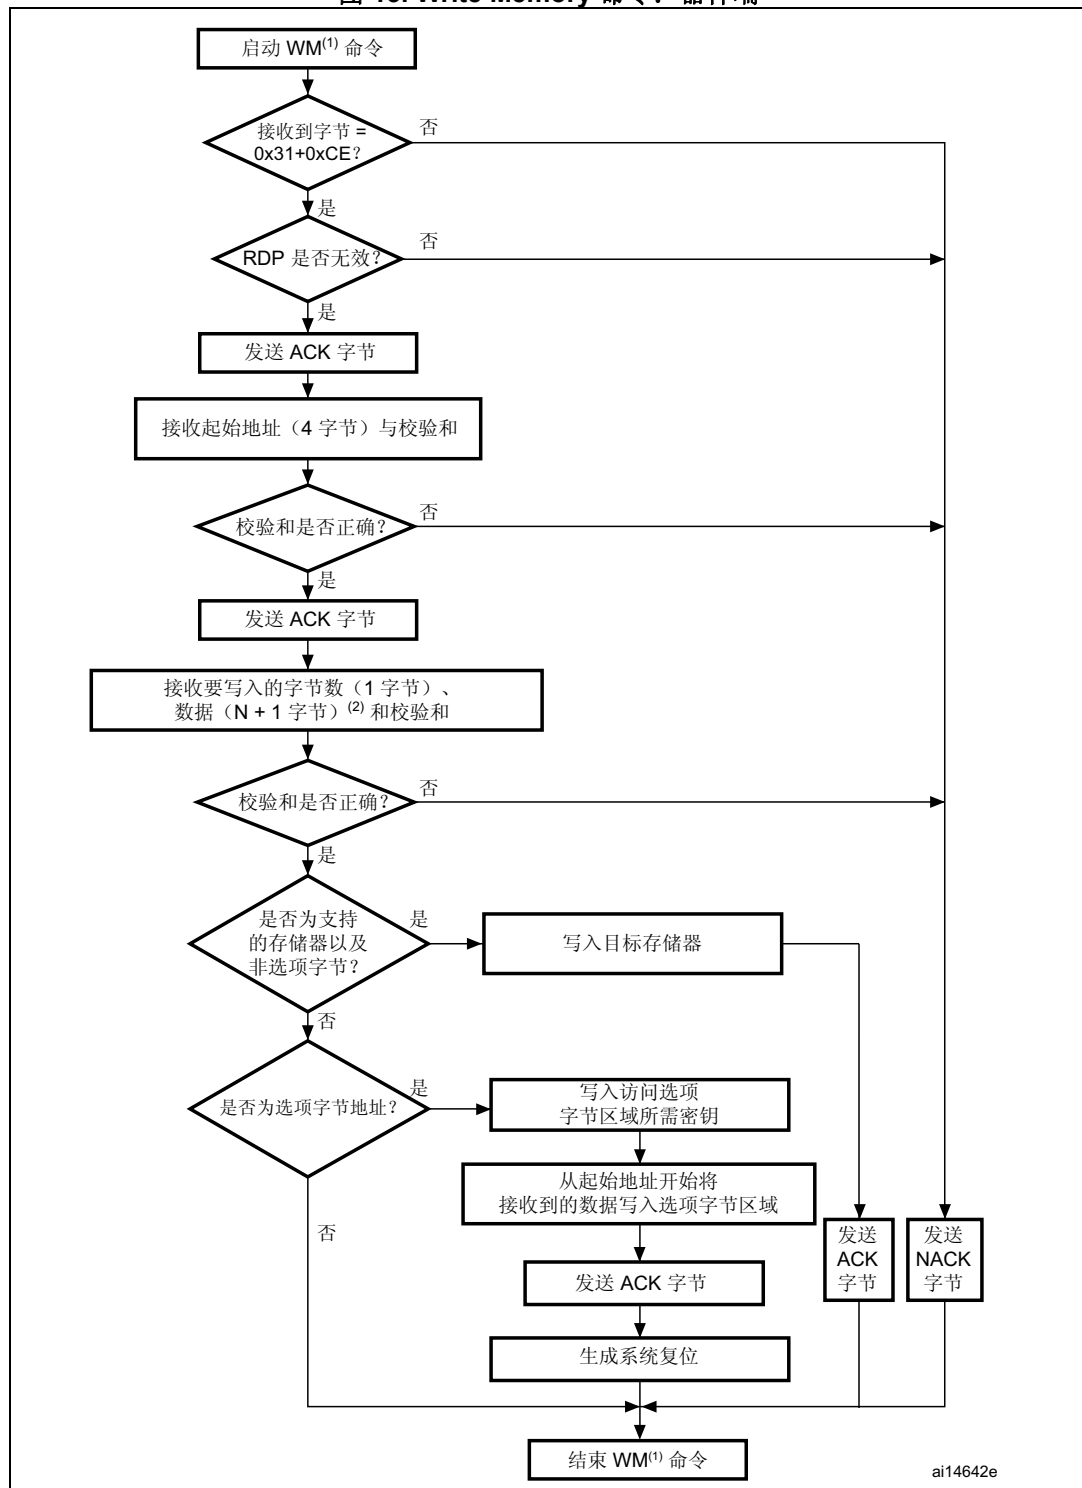 启动 WM(1) 命令
接收到字节 =
0x31+0xCE?
否
是
RDP 是否无效?
否
是
发送 ACK 字节
接收起始地址（4 字节）与校验和
校验和是否正确?
否
是
发送 ACK 字节
接收要写入的字节数（1 字节）、
数据（N + 1 字节）(2) 和校验和
校验和是否正确?
否
是
是否为支持
的存储器以及
非选项字节?
是
写入目标存储器
否
是否为选项字节地址?
是
写入访问选项
字节区域所需密钥
从起始地址开始将
接收到的数据写入选项字节区域
否
发送 ACK 字节
发送
ACK
字节
发送
NACK
字节
生成系统复位
结束 WM(1) 命令
ai14642e